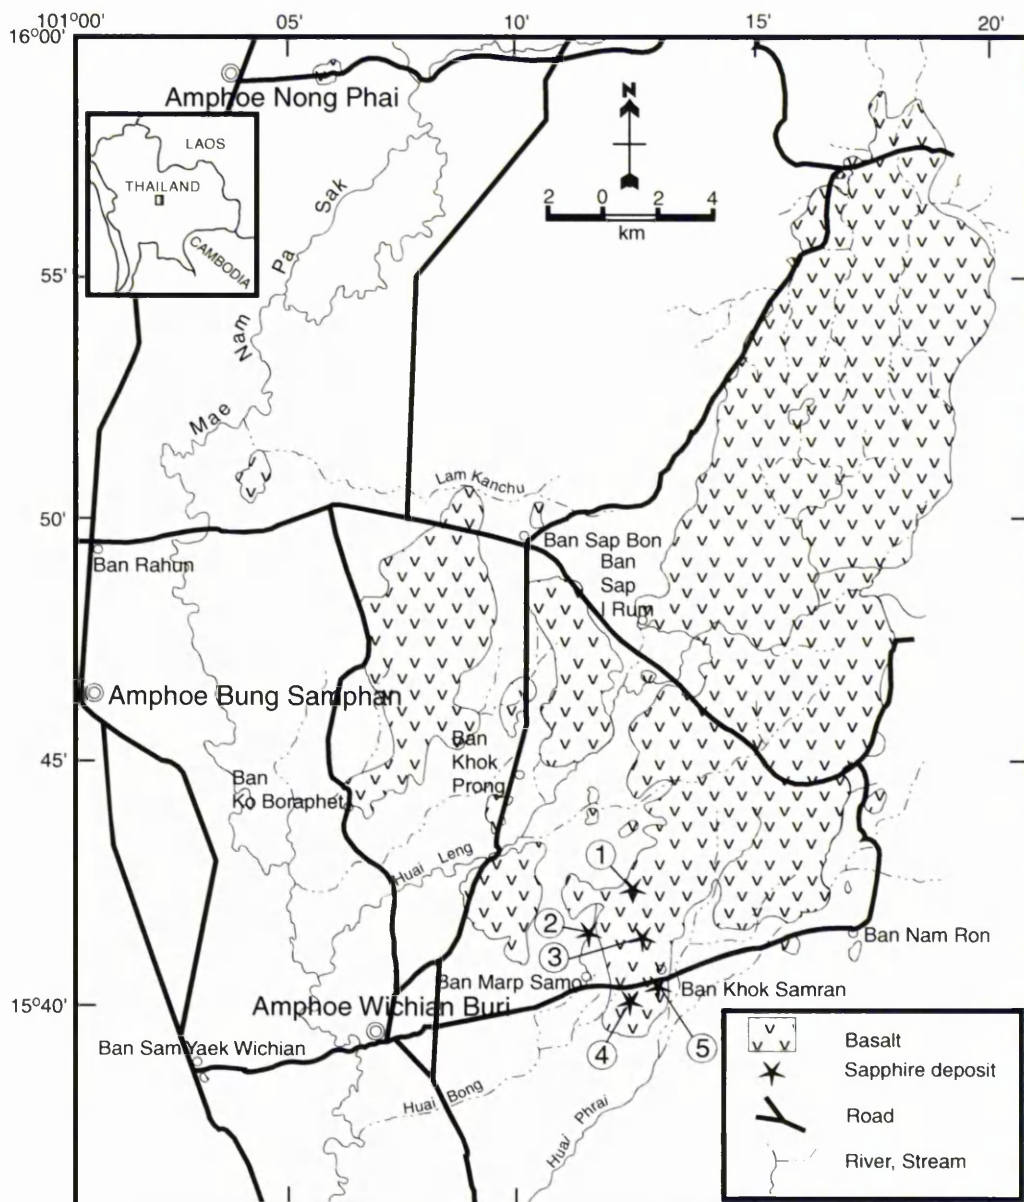 101°00'
05'
10'
15'
20'
16°00'
Amphoe Nong Phai
LAOS
THAILAND
CAMBODIA
N
2 0 2 4
km
Mae Nam Pa Sak
55'
Lam Kanchu
50'
Ban Sap Bon
Ban
Sap
I Rum
Ban Rahun
Amphoe Bung Samphan
Ban
Khok
Prong
45'
Ban
Ko Boraphet
Huai Leng
1
2
3
Ban Nam Ron
Ban Marp Samo
Ban Khok Samran
15°40'
Amphoe Wichian Buri
4
5
Ban Sam Yaek Wichian
Huai Bong
Huai Phrai
Basalt
Sapphire deposit
Road
River, Stream